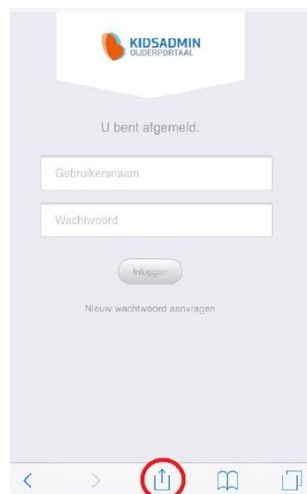 KIDSADMIN
OUDERPORTAAL
U bent afgemeld.
Gebruikersnaam
Wachtwoord
Inloggen
Nieuw wachtwoord aanvragen